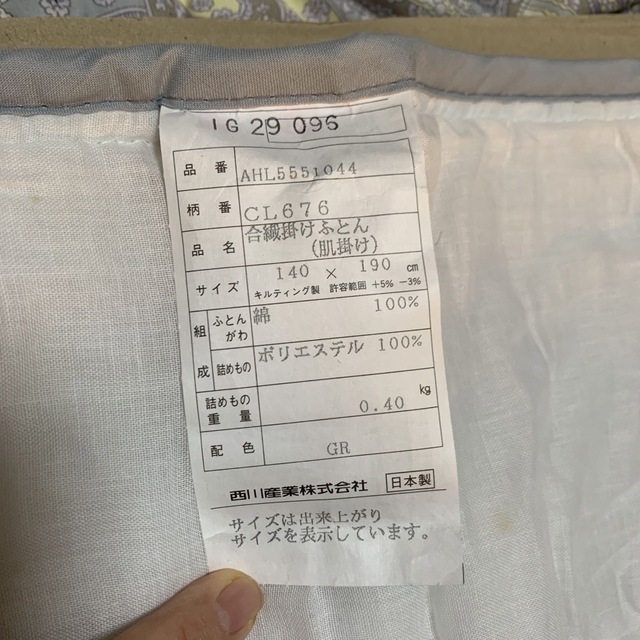 IG 29 096
品番 AHL5551044
柄番 CL676
品名 合繊掛けふとん
(肌掛け)
サイズ 140 × 190 cm
キルティング製 許容範囲 +5% -3%
組成 ふとんがわ 綿 100%
詰めもの ポリエステル 100%
詰めもの重量 0.40 kg
配色 GR
西川産業株式会社 日本製
サイズは出来上がり
サイズを表示しています。